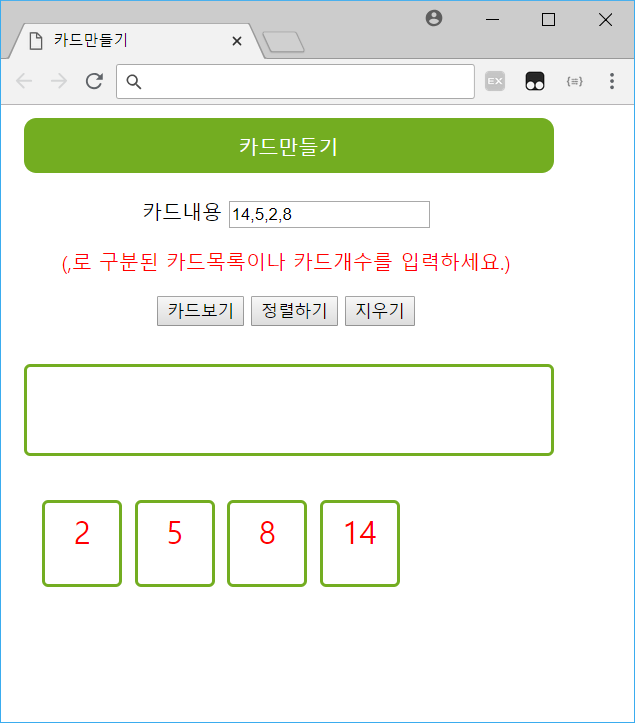 카드만들기
EX
{≡}
카드만들기
카드내용 14,5,2,8
(,로 구분된 카드목록이나 카드개수를 입력하세요.)
카드보기 정렬하기 지우기
2 5 8 14